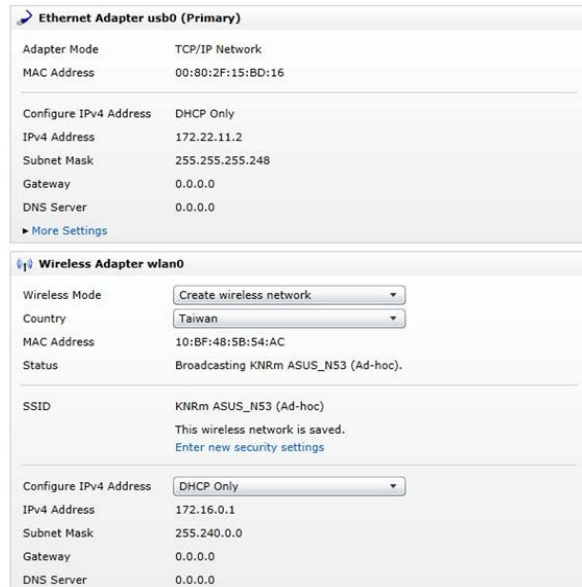 Ethernet Adapter usb0 (Primary)
Adapter Mode TCP/IP Network
MAC Address 00:80:2F:15:BD:16
Configure IPv4 Address DHCP Only
IPv4 Address 172.22.11.2
Subnet Mask 255.255.255.248
Gateway 0.0.0.0
DNS Server 0.0.0.0
More Settings
Wireless Adapter wlan0
Wireless Mode Create wireless network
Country Taiwan
MAC Address 10:BF:48:5B:54:AC
Status Broadcasting KNRm ASUS_N53 (Ad-hoc).
SSID KNRm ASUS_N53 (Ad-hoc)
This wireless network is saved.
Enter new security settings
Configure IPv4 Address DHCP Only
IPv4 Address 172.16.0.1
Subnet Mask 255.240.0.0
Gateway 0.0.0.0
DNS Server 0.0.0.0